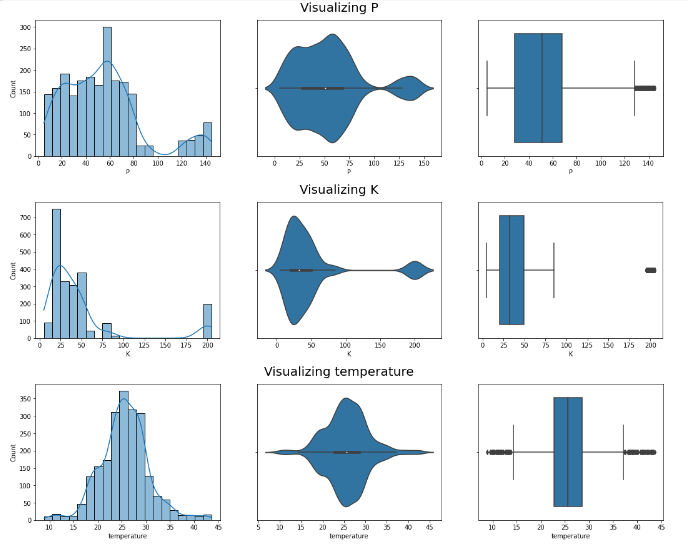 Visualizing P
300
250
200
150
100
50
0
Count
0 20 40 60 80 100 120 140
P
0 25 50 75 100 125 150
P
0 20 40 60 80 100 120 140
P
Visualizing K
700
600
500
400
300
200
100
0
Count
0 25 50 75 100 125 150 175 200
K
0 50 100 150 200
K
0 25 50 75 100 125 150 175 200
K
Visualizing temperature
350
300
250
200
150
100
50
0
Count
10 15 20 25 30 35 40 45
temperature
5 10 15 20 25 30 35 40 45
temperature
10 15 20 25 30 35 40 45
temperature